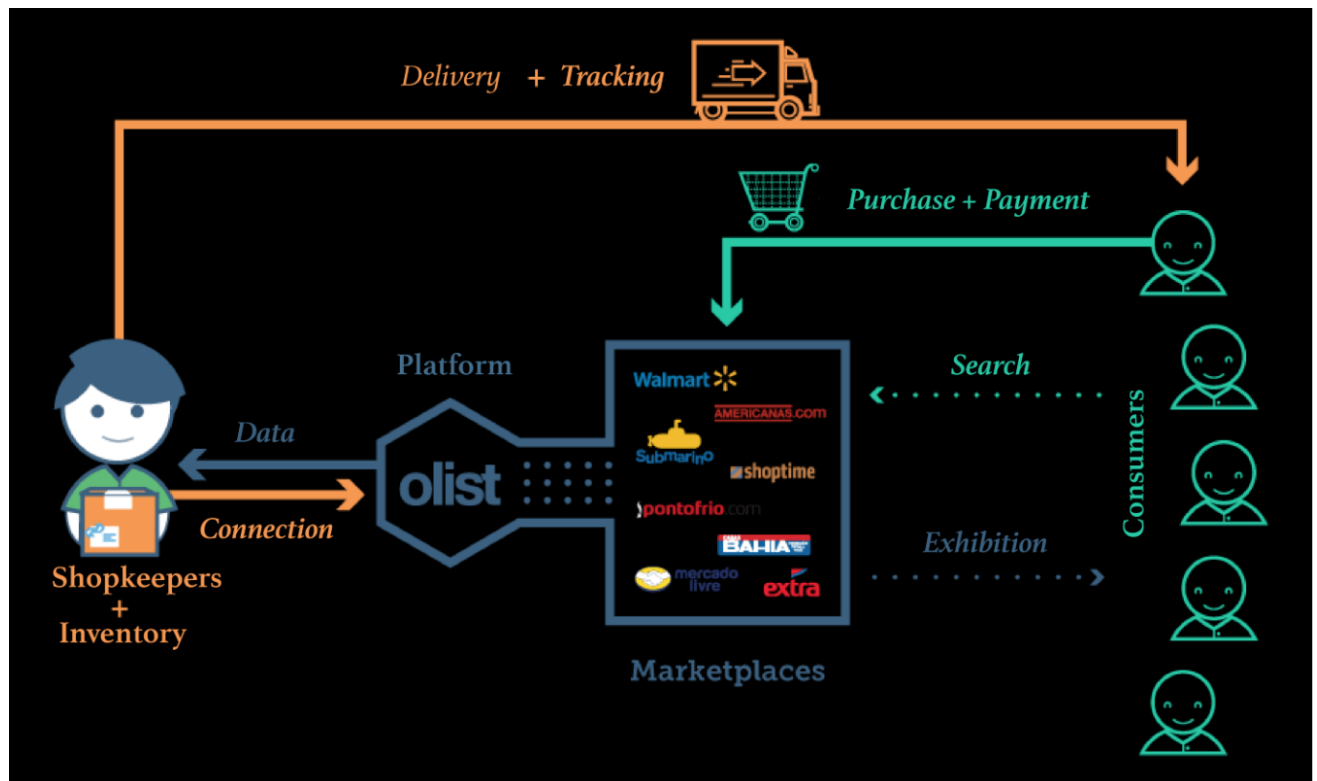 Delivery + Tracking
Purchase + Payment
Platform
Walmart
Search
AMERICANAS.com
Data
Submarino
olist
shoptime
Consumers
pontofrio.com
Connection
CASAS
BAHIA
Exhibition
Shopkeepers
+
Inventory
mercado
livre
extra
Marketplaces